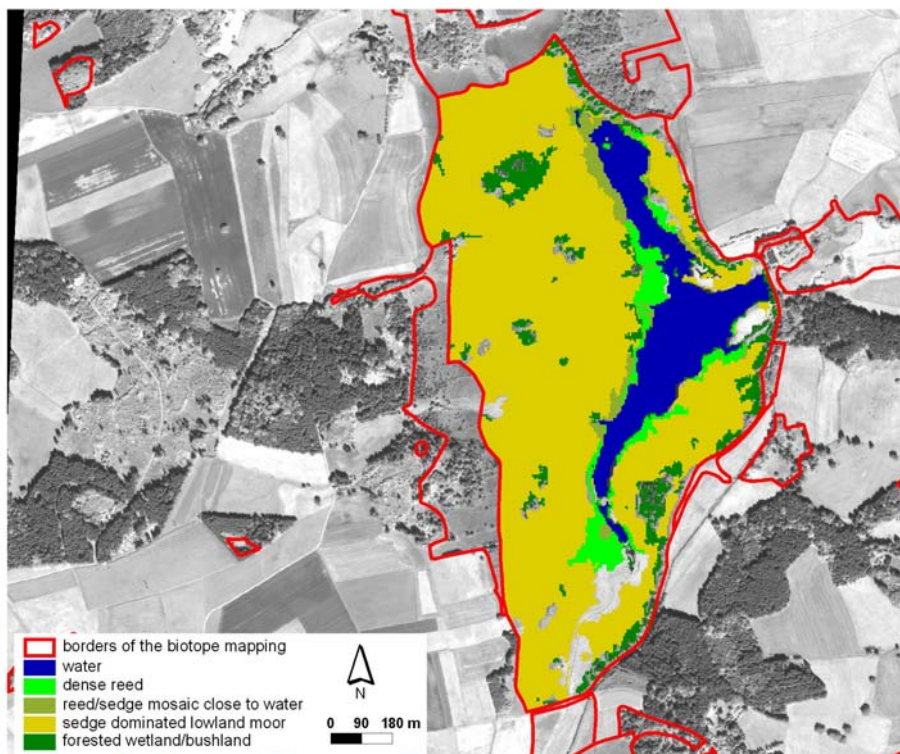 borders of the biotope mapping
water
dense reed
reed/sedge mosaic close to water
sedge dominated lowland moor
forested wetland/bushland
N
0 90 180 m